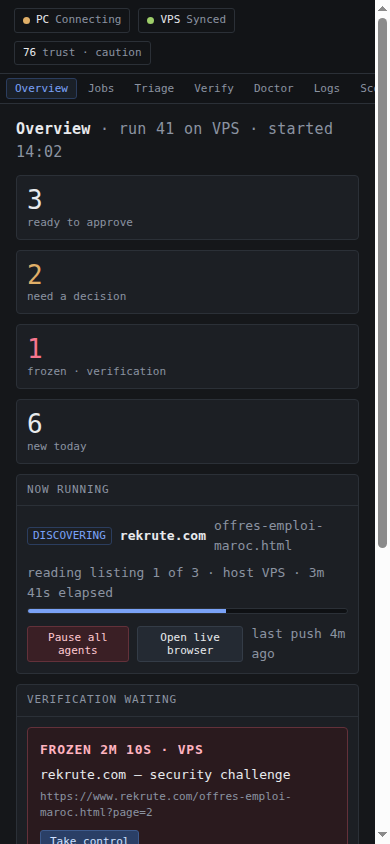 PC Connecting
VPS Synced
76 trust · caution
Overview Jobs Triage Verify Doctor Logs
Overview · run 41 on VPS · started
14:02
3
ready to approve
2
need a decision
1
frozen · verification
6
new today
NOW RUNNING
DISCOVERING rekrute.com offres-emploi-
maroc.html
reading listing 1 of 3 · host VPS · 3m
41s elapsed
Pause all
agents
Open live
browser
last push 4m
ago
VERIFICATION WAITING
FROZEN 2M 10S · VPS
rekrute.com — security challenge
https://www.rekrute.com/offres-emploi-
maroc.html?page=2
Take control